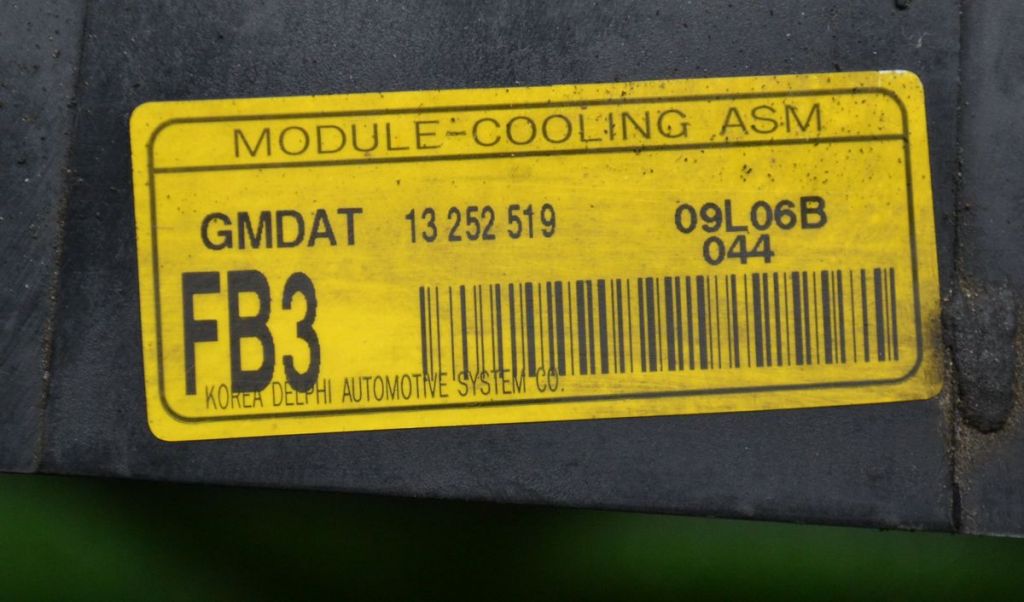 MODULE-COOLING ASM
GMDAT 13 252 519 09L06B
044
FB3
KOREA DELPHI AUTOMOTIVE SYSTEM CO.